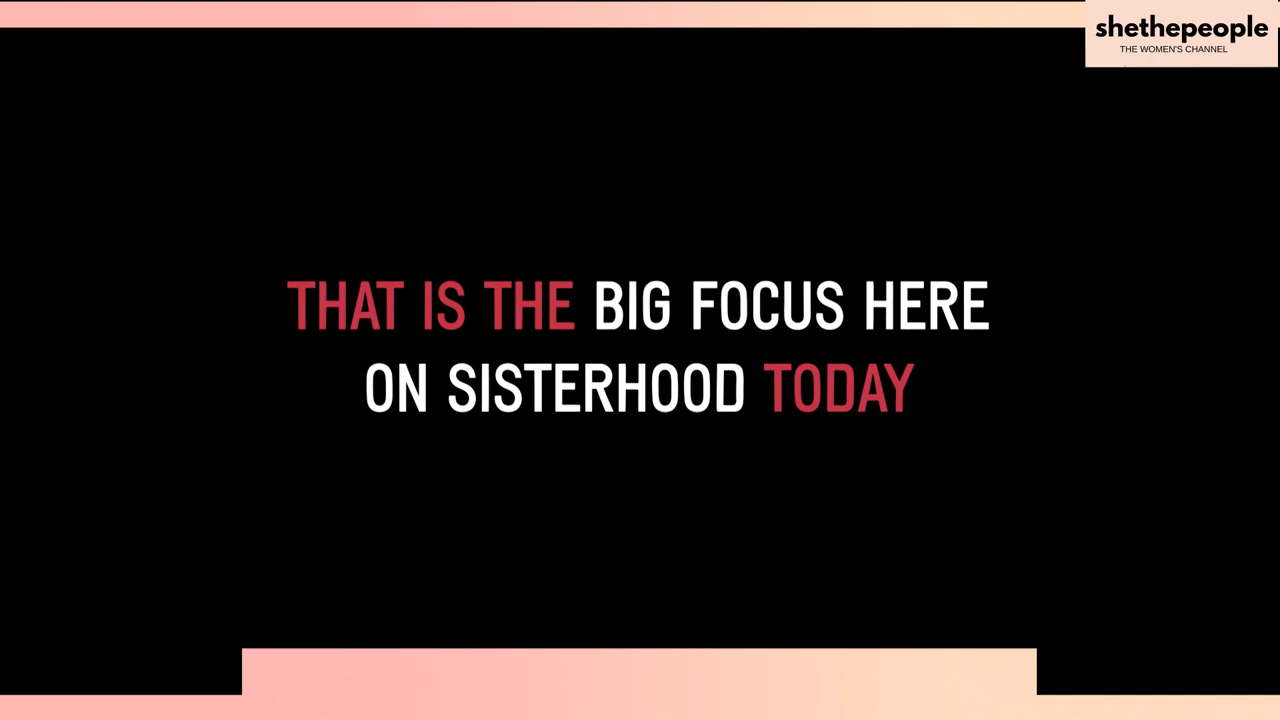 shethepeople
THE WOMEN'S CHANNEL
THAT IS THE BIG FOCUS HERE
ON SISTERHOOD TODAY